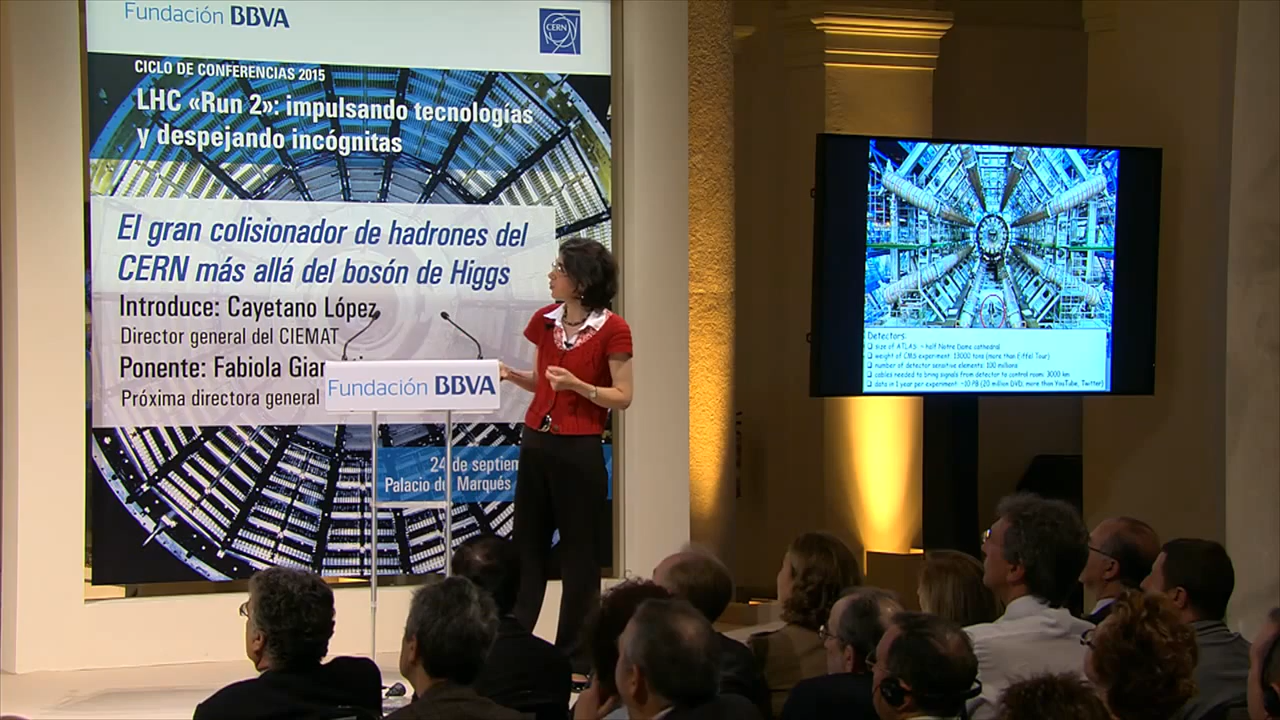 Fundación BBVA
CERN
CICLO DE CONFERENCIAS 2015
LHC «Run 2»: impulsando tecnologías
y despejando incógnitas
El gran colisionador de hadrones del
CERN más allá del bosón de Higgs
Introduce: Cayetano López
Director general del CIEMAT
Ponente: Fabiola
Próxima directora general
Fundación BBVA
24 de
Palacio Marqués
Detectors:
size of ATLAS: ~ half Notre Dame cathedral
weight of CMS experiment: 13000 tons (more than Eiffel Tour)
number of detector sensitive elements: 100 millions
cables needed to bring signals from detector to control room: 3000 km
data in 1 year per experiment: ~10 PB (20 million DVD; more than YouTube, Twitter)